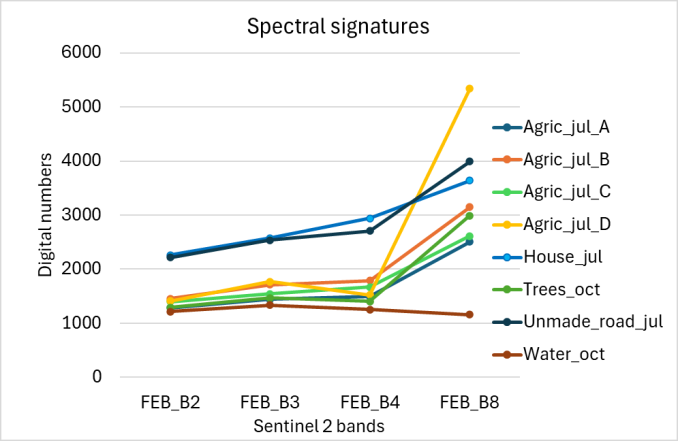 Spectral signatures
6000
5000
4000
3000
2000
1000
0
Digital numbers
FEB_B2 FEB_B3 FEB_B4 FEB_B8
Sentinel 2 bands
Agric_jul_A
Agric_jul_B
Agric_jul_C
Agric_jul_D
House_jul
Trees_oct
Unmade_road_jul
Water_oct